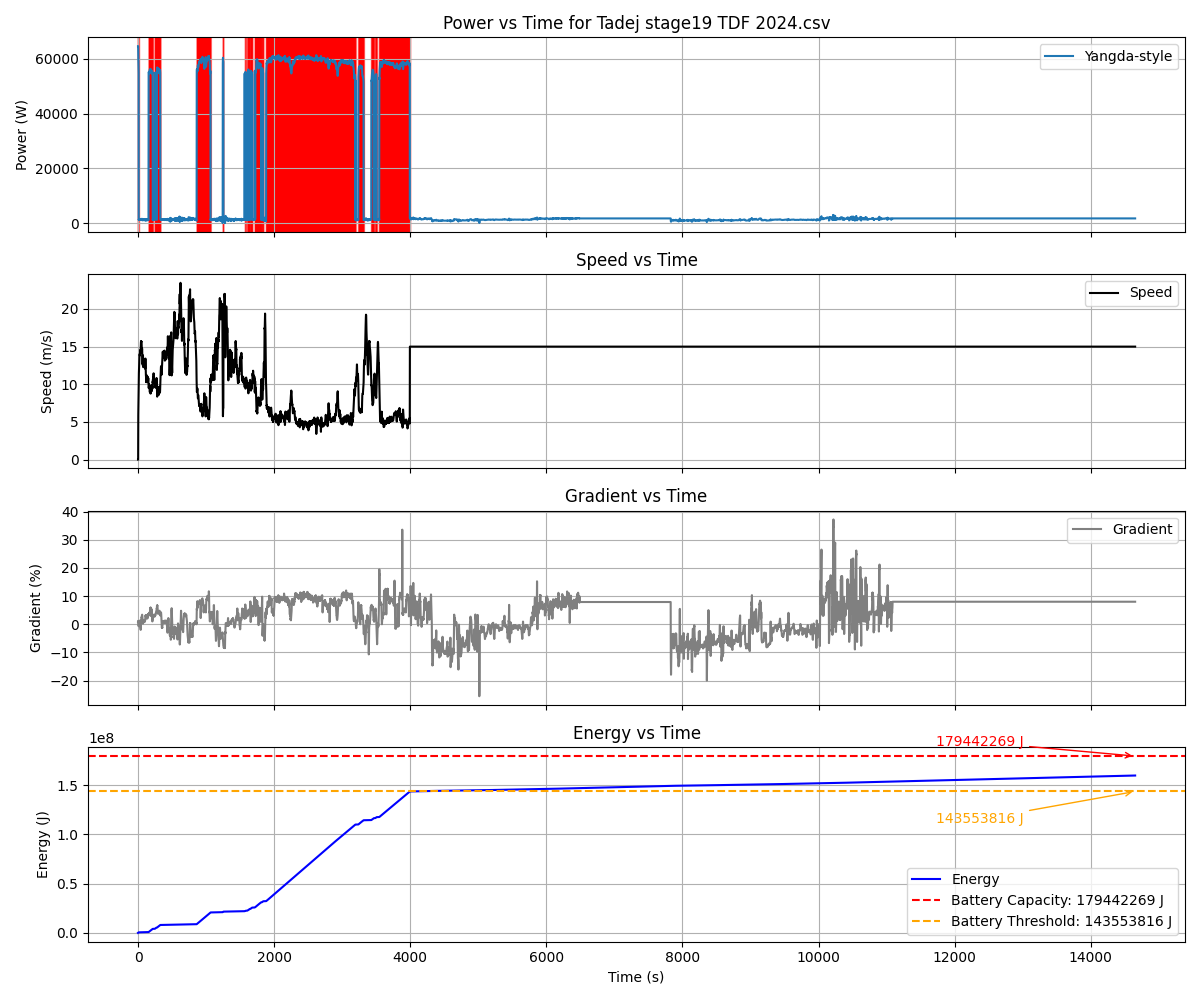 Power vs Time for Tadej stage19 TDF 2024.csv
60000
40000
20000
0
Power (W)
Yangda-style
Speed vs Time
20
15
10
5
0
Speed (m/s)
Speed
Gradient vs Time
40
30
20
10
0
−10
−20
Gradient (%)
Gradient
Energy vs Time
1e8
1.5
1.0
0.5
0.0
Energy (J)
179442269 J
143553816 J
Energy
Battery Capacity: 179442269 J
Battery Threshold: 143553816 J
0 2000 4000 6000 8000 10000 12000 14000
Time (s)